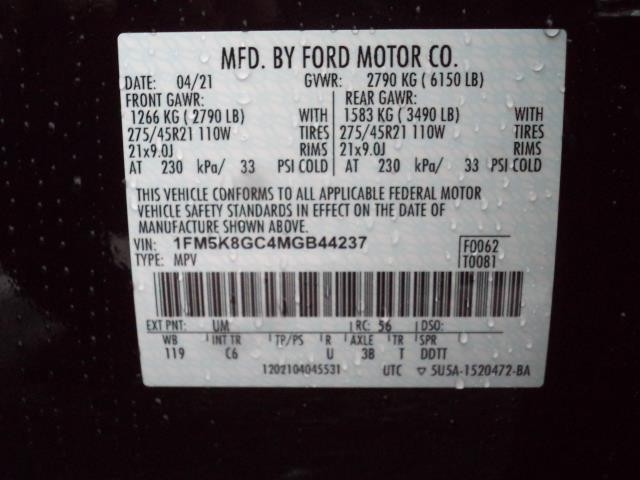 MFD. BY FORD MOTOR CO.
DATE: 04/21 GVWR: 2790 KG ( 6150 LB)
FRONT GAWR: REAR GAWR:
1266 KG ( 2790 LB) WITH 1583 KG ( 3490 LB) WITH
275/45R21 110W TIRES 275/45R21 110W TIRES
21x9.0J RIMS 21x9.0J RIMS
AT 230 kPa/ 33 PSI COLD AT 230 kPa/ 33 PSI COLD
THIS VEHICLE CONFORMS TO ALL APPLICABLE FEDERAL MOTOR
VEHICLE SAFETY STANDARDS IN EFFECT ON THE DATE OF
MANUFACTURE SHOWN ABOVE.
VIN: 1FM5K8GC4MGB44237 F0062
TYPE: MPV T0081
EXT PNT: UM RC: 56 DSO:
WB INT TR TP/PS R AXLE TR SPR
119 C6 U 3B T DDTT
1202104045531 UTC ▽ 5U5A-1520472-BA